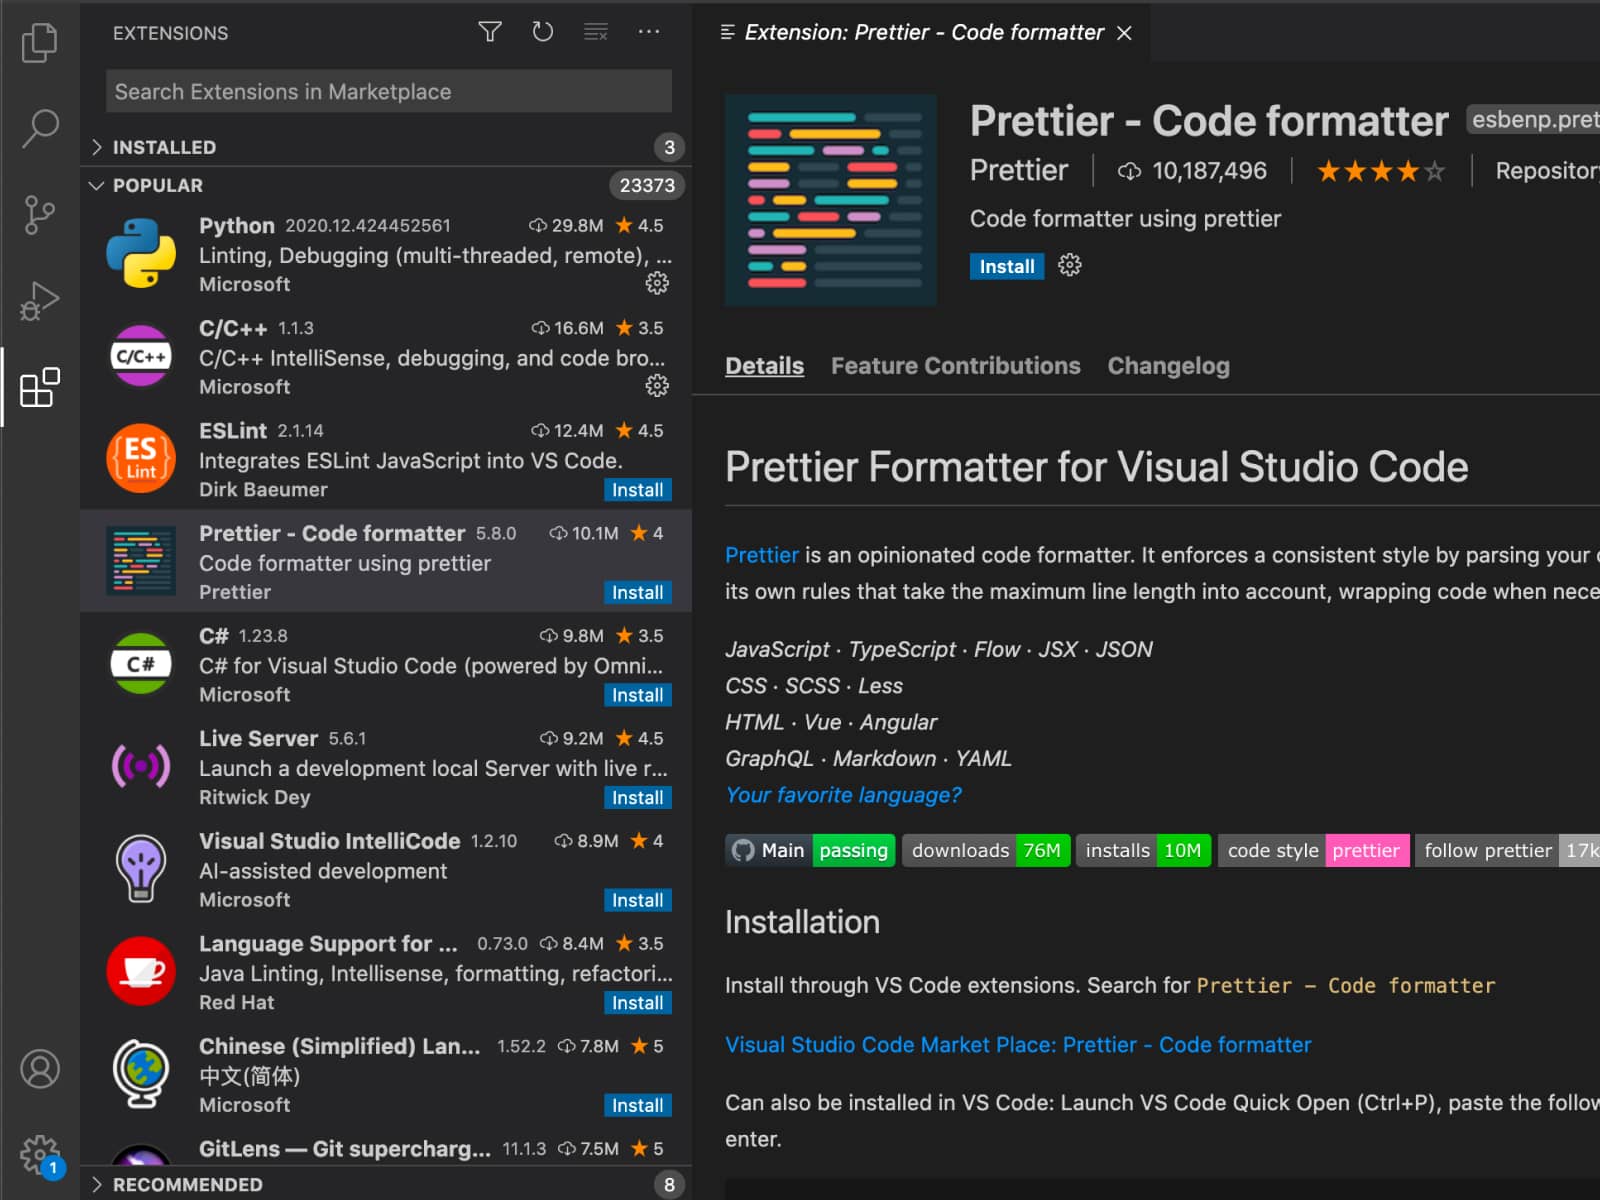 EXTENSIONS
Search Extensions in Marketplace
INSTALLED 3
POPULAR 23373
Python 2020.12.424452561 29.8M 4.5
Linting, Debugging (multi-threaded, remote), ...
Microsoft
C/C++
C/C++ 1.1.3 16.6M 3.5
C/C++ IntelliSense, debugging, and code bro...
Microsoft
ES
Lint
ESLint 2.1.14 12.4M 4.5
Integrates ESLint JavaScript into VS Code.
Dirk Baeumer Install
Prettier - Code formatter 5.8.0 10.1M 4
Code formatter using prettier
Prettier Install
C#
C# 1.23.8 9.8M 3.5
C# for Visual Studio Code (powered by Omni...
Microsoft Install
Live Server 5.6.1 9.2M 4.5
Launch a development local Server with live r...
Ritwick Dey Install
Visual Studio IntelliCode 1.2.10 8.9M 4
AI-assisted development
Microsoft Install
Language Support for ... 0.73.0 8.4M 3.5
Java Linting, Intellisense, formatting, refactori...
Red Hat Install
Chinese (Simplified) Lan... 1.52.2 7.8M 5
中文(简体)
Microsoft Install
GitLens — Git supercharg... 11.1.3 7.5M 5
RECOMMENDED 8
1
Extension: Prettier - Code formatter
Prettier - Code formatter esbenp.pret
Prettier 10,187,496 Repository
Code formatter using prettier
Install
Details Feature Contributions Changelog
Prettier Formatter for Visual Studio Code
Prettier is an opinionated code formatter. It enforces a consistent style by parsing your
its own rules that take the maximum line length into account, wrapping code when nece
JavaScript · TypeScript · Flow · JSX · JSON
CSS · SCSS · Less
HTML · Vue · Angular
GraphQL · Markdown · YAML
Your favorite language?
Main passing downloads 76M installs 10M code style prettier follow prettier 17k
Installation
Install through VS Code extensions. Search for Prettier - Code formatter
Visual Studio Code Market Place: Prettier - Code formatter
Can also be installed in VS Code: Launch VS Code Quick Open (Ctrl+P), paste the follow
enter.